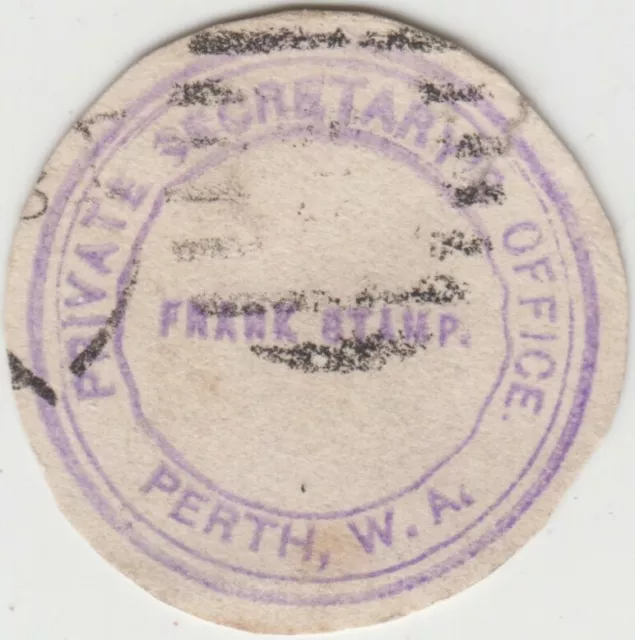 PRIVATE SECRETARY'S OFFICE.
FRANK STAMP.
PERTH, W. A.